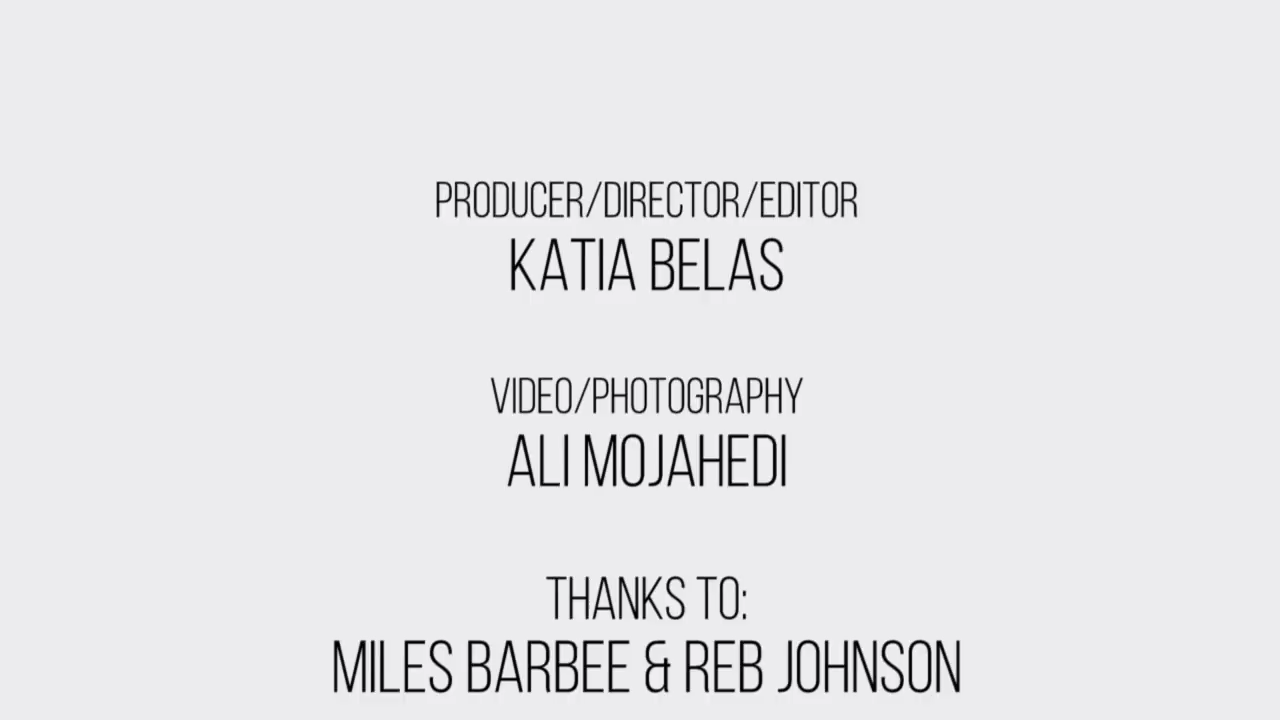 PRODUCER/DIRECTOR/EDITOR
KATIA BELAS
VIDEO/PHOTOGRAPHY
ALI MOJAHEDI
THANKS TO:
MILES BARBEE & REB JOHNSON